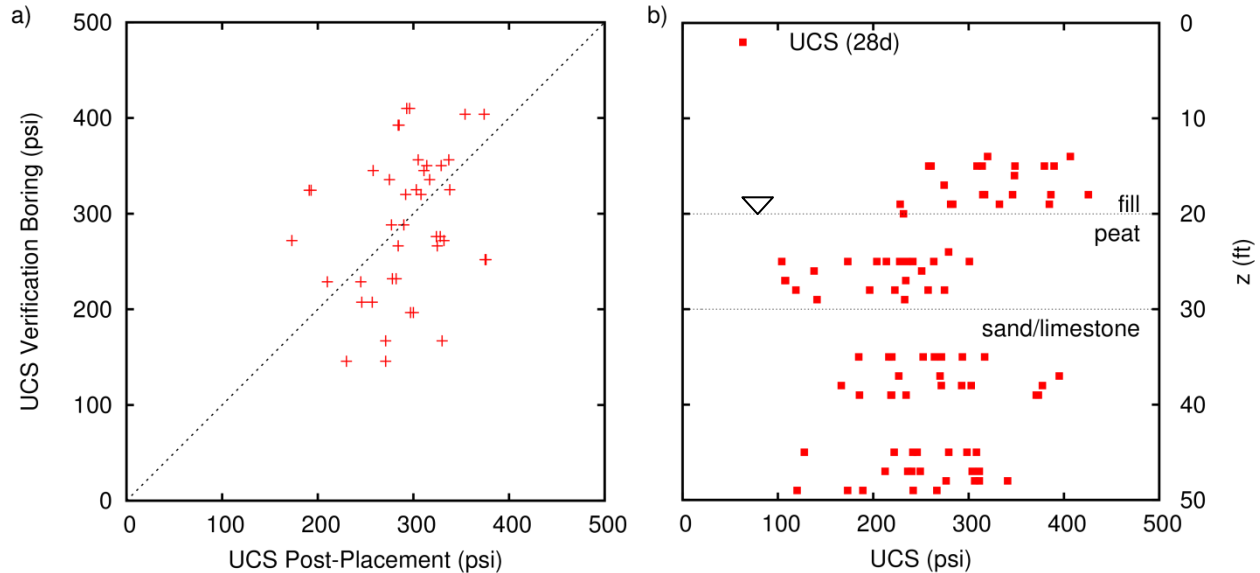 a)
500
400
300
200
100
0
UCS Verification Boring (psi)
0 100 200 300 400 500
UCS Post-Placement (psi)
b)
UCS (28d)
fill
peat
sand/limestone
0
10
20
30
40
50
z (ft)
0 100 200 300 400 500
UCS (psi)